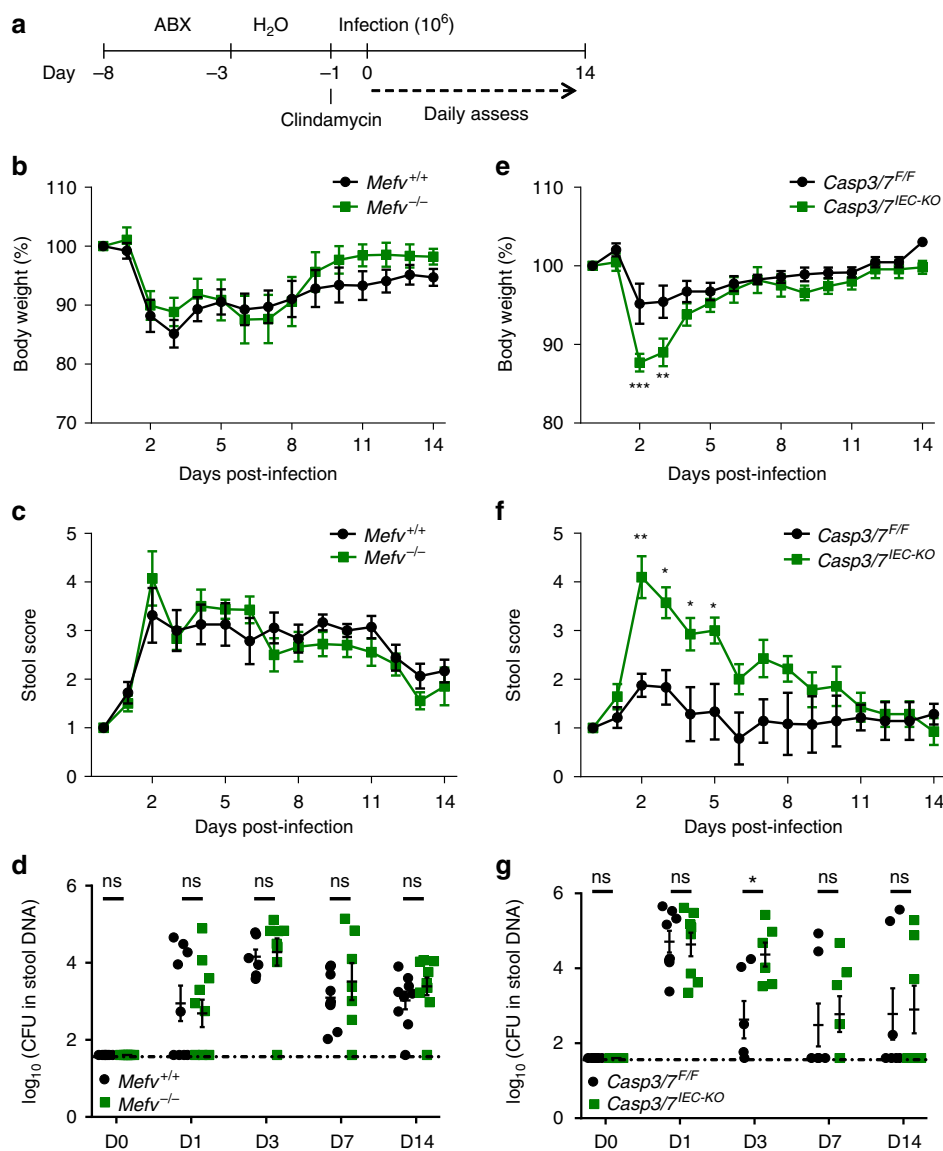 a
ABX H₂O Infection (10⁶)
Day –8 –3 –1 0 14
Clindamycin Daily assess
b
Mefv+/+
Mefv−/−
110
100
90
80
70
Body weight (%)
2 5 8 11 14
Days post-infection
e
Casp3/7F/F
Casp3/7IEC-KO
110
100
90
80
Body weight (%)
*** **
2 5 8 11 14
Days post-infection
c
Mefv+/+
Mefv−/−
5
4
3
2
1
0
Stool score
2 5 8 11 14
Days post-infection
f
Casp3/7F/F
Casp3/7IEC-KO
5
4
3
2
1
0
Stool score
** * * *
2 5 8 11 14
Days post-infection
d
ns ns ns ns ns
6
4
2
0
log₁₀ (CFU in stool DNA)
Mefv+/+
Mefv−/−
D0 D1 D3 D7 D14
g
ns ns * ns ns
6
4
2
0
log₁₀ (CFU in stool DNA)
Casp3/7F/F
Casp3/7IEC-KO
D0 D1 D3 D7 D14